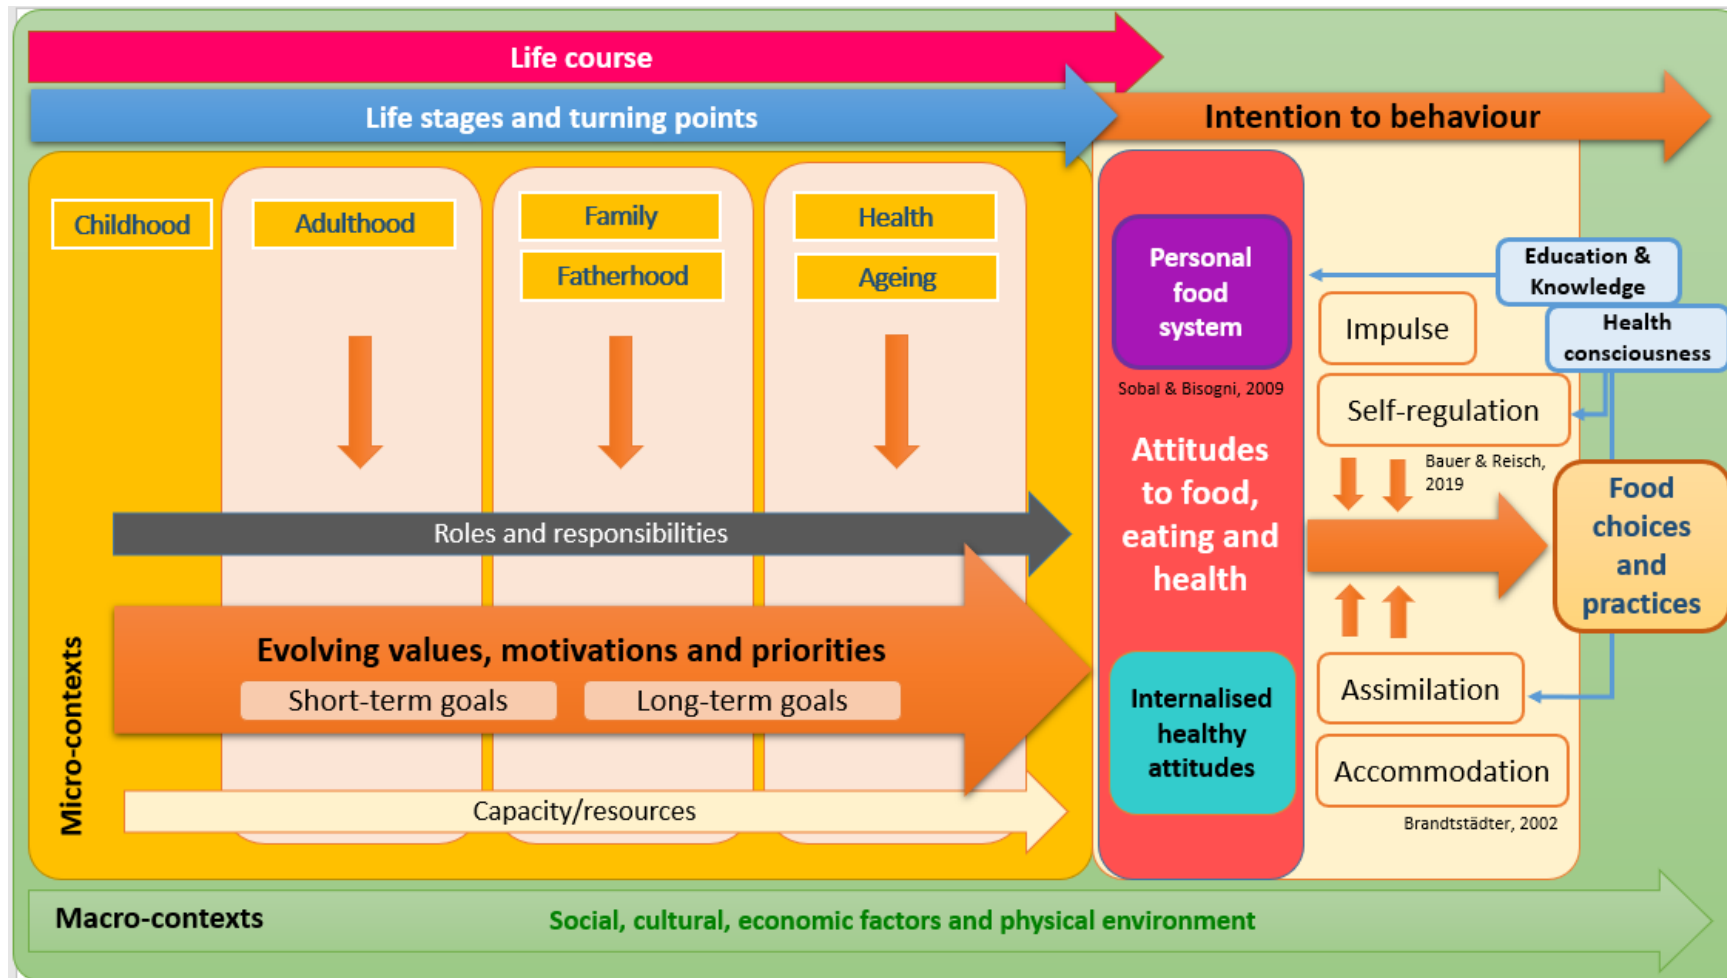 Life course
Life stages and turning points
Intention to behaviour
Childhood
Adulthood
Family
Fatherhood
Health
Ageing
Roles and responsibilities
Evolving values, motivations and priorities
Short-term goals
Long-term goals
Capacity/resources
Micro-contexts
Personal
food
system
Sobal & Bisogni, 2009
Attitudes
to food,
eating and
health
Internalised
healthy
attitudes
Education &
Knowledge
Health
consciousness
Impulse
Self-regulation
Bauer & Reisch,
2019
Food
choices
and
practices
Assimilation
Accommodation
Brandtstädter, 2002
Macro-contexts
Social, cultural, economic factors and physical environment